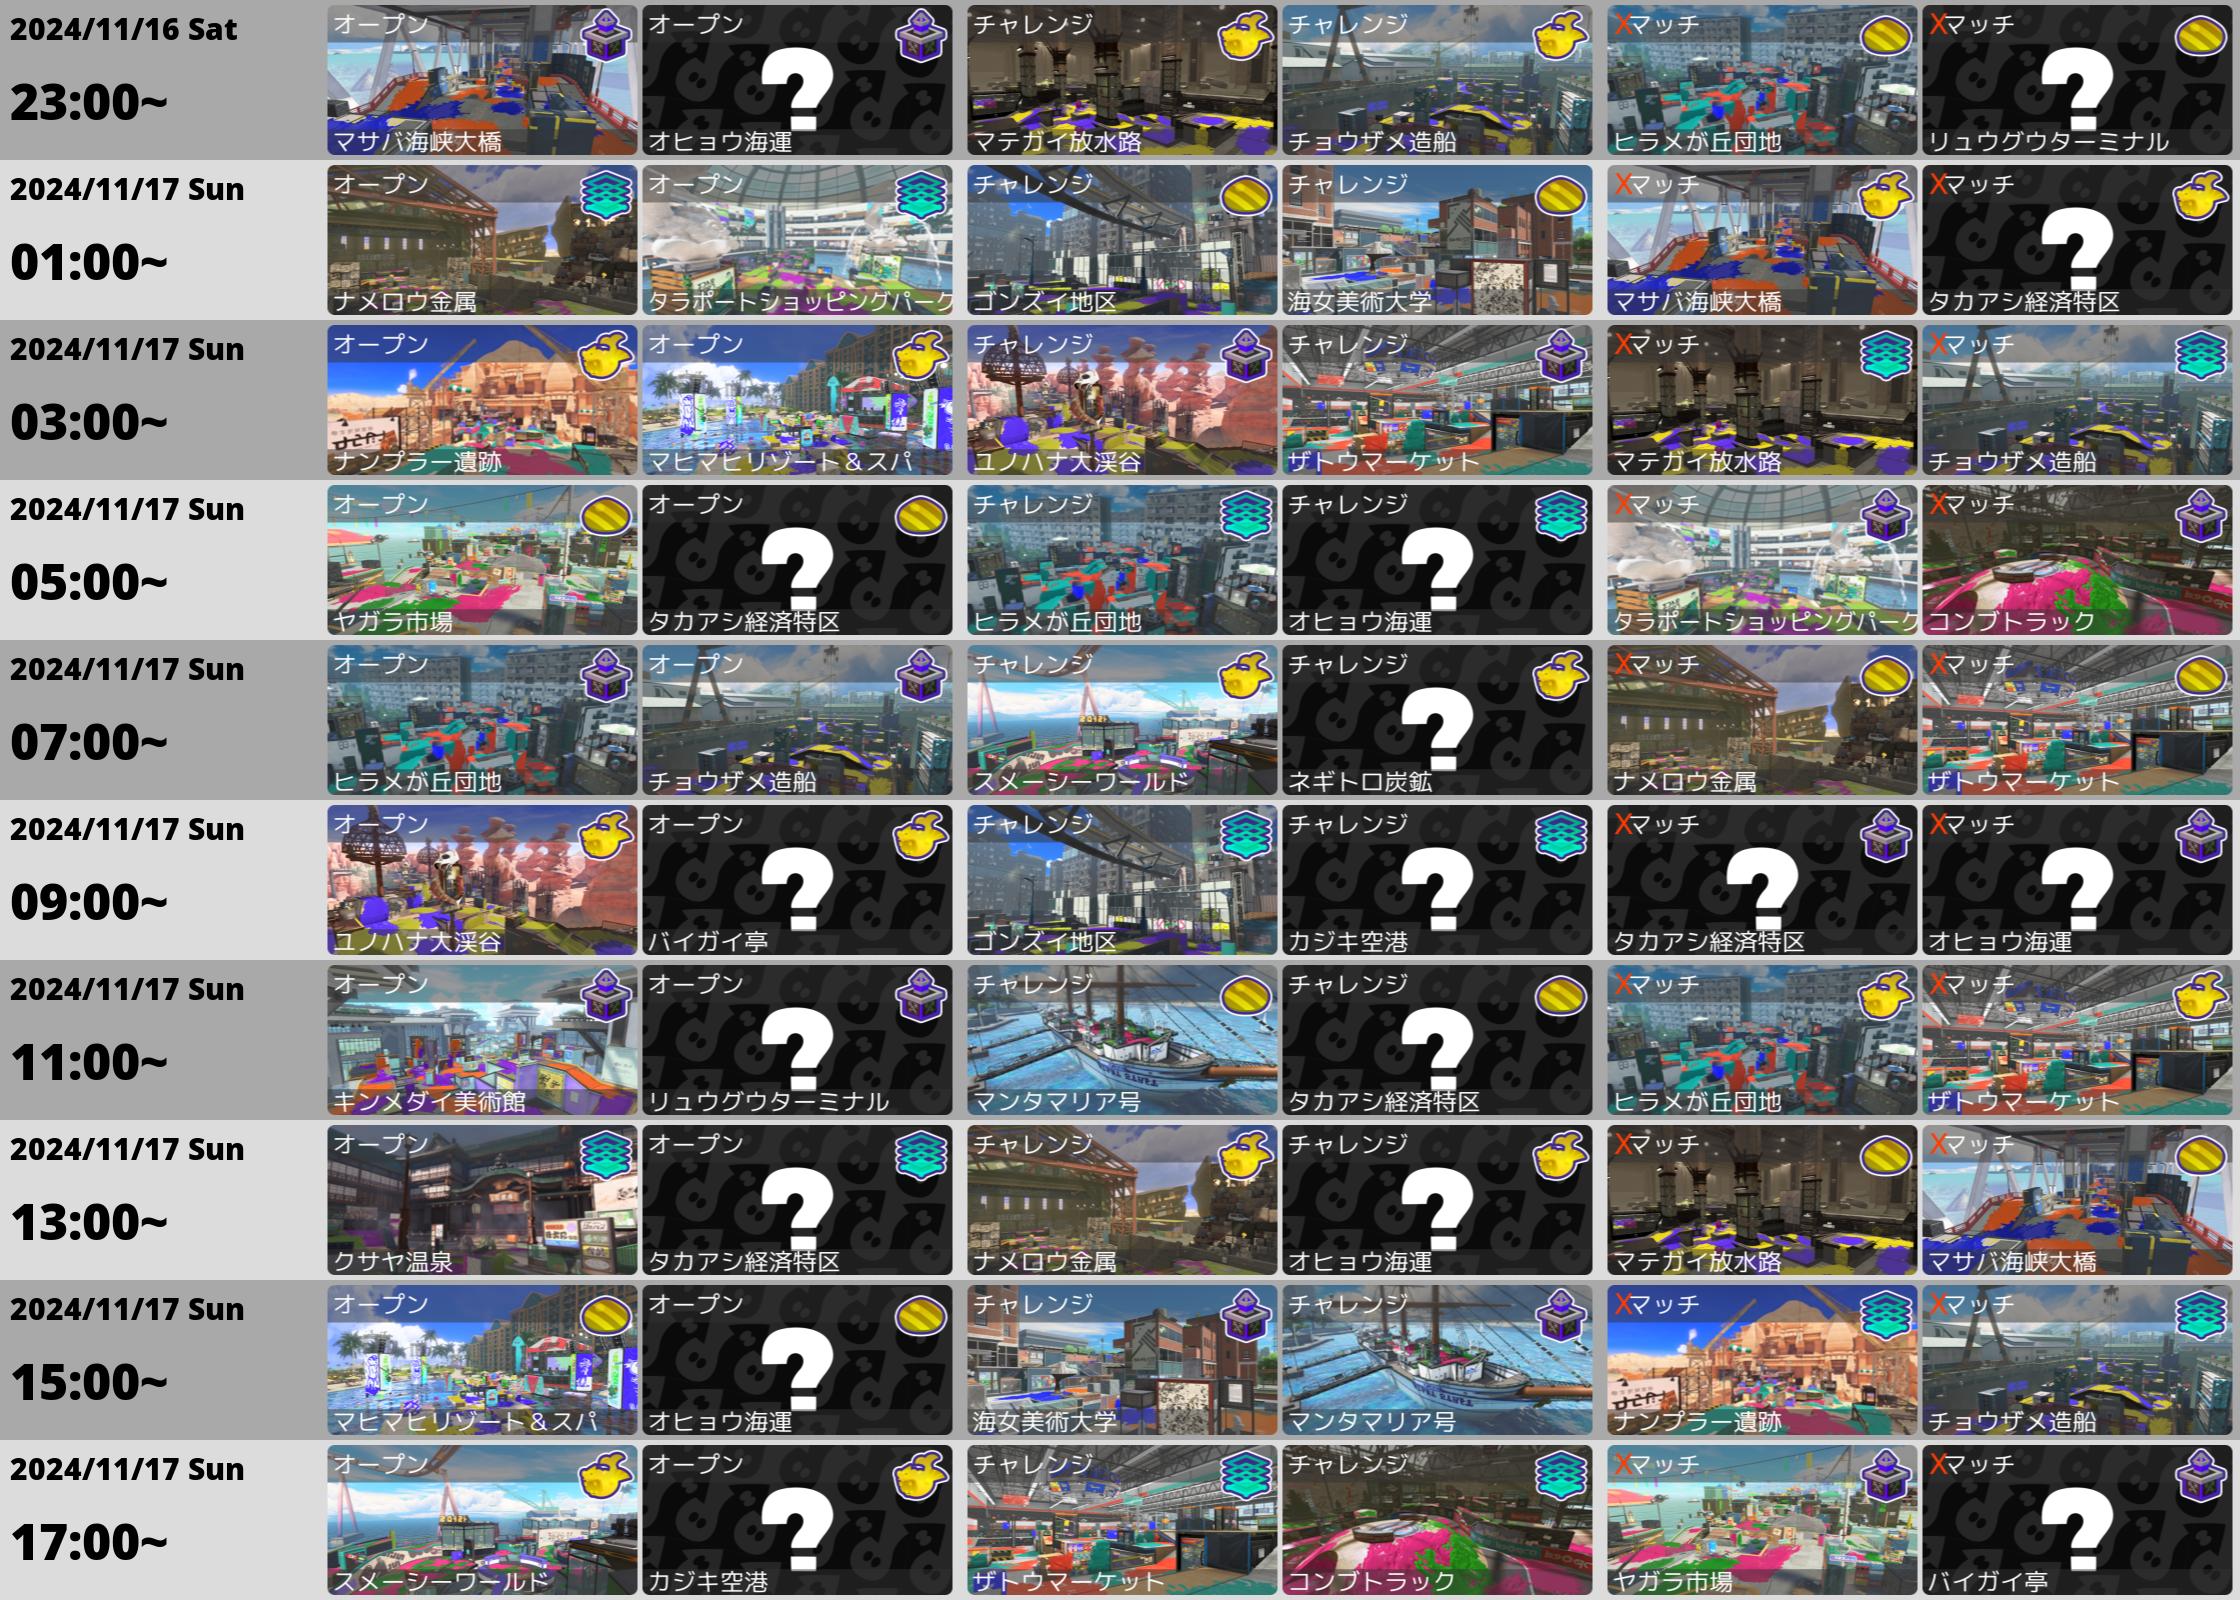 2024/11/16 Sat
23:00~
オープン
マサバ海峡大橋
オープン
オヒョウ海運
チャレンジ
マテガイ放水路
チャレンジ
チョウザメ造船
Xマッチ
ヒラメが丘団地
Xマッチ
リュウグウターミナル
2024/11/17 Sun
01:00~
オープン
ナメロウ金属
オープン
タラポートショッピングパーク
チャレンジ
ゴンズイ地区
チャレンジ
海女美術大学
Xマッチ
マサバ海峡大橋
Xマッチ
タカアシ経済特区
2024/11/17 Sun
03:00~
オープン
ナンプラー遺跡
オープン
マヒマヒリゾート＆スパ
チャレンジ
ユノハナ大渓谷
チャレンジ
ザトウマーケット
Xマッチ
マテガイ放水路
Xマッチ
チョウザメ造船
2024/11/17 Sun
05:00~
オープン
ヤガラ市場
オープン
タカアシ経済特区
チャレンジ
ヒラメが丘団地
チャレンジ
オヒョウ海運
Xマッチ
タラポートショッピングパーク
Xマッチ
コンブトラック
2024/11/17 Sun
07:00~
オープン
ヒラメが丘団地
オープン
チョウザメ造船
チャレンジ
スメーシーワールド
チャレンジ
ネギトロ炭鉱
Xマッチ
ナメロウ金属
Xマッチ
ザトウマーケット
2024/11/17 Sun
09:00~
オープン
ユノハナ大渓谷
オープン
バイガイ亭
チャレンジ
ゴンズイ地区
チャレンジ
カジキ空港
Xマッチ
タカアシ経済特区
Xマッチ
オヒョウ海運
2024/11/17 Sun
11:00~
オープン
キンメダイ美術館
オープン
リュウグウターミナル
チャレンジ
マンタマリア号
チャレンジ
タカアシ経済特区
Xマッチ
ヒラメが丘団地
Xマッチ
ザトウマーケット
2024/11/17 Sun
13:00~
オープン
クサヤ温泉
オープン
タカアシ経済特区
チャレンジ
ナメロウ金属
チャレンジ
オヒョウ海運
Xマッチ
マテガイ放水路
Xマッチ
マサバ海峡大橋
2024/11/17 Sun
15:00~
オープン
マヒマヒリゾート＆スパ
オープン
オヒョウ海運
チャレンジ
海女美術大学
チャレンジ
マンタマリア号
Xマッチ
ナンプラー遺跡
Xマッチ
チョウザメ造船
2024/11/17 Sun
17:00~
オープン
スメーシーワールド
オープン
カジキ空港
チャレンジ
ザトウマーケット
チャレンジ
コンブトラック
Xマッチ
ヤガラ市場
Xマッチ
バイガイ亭